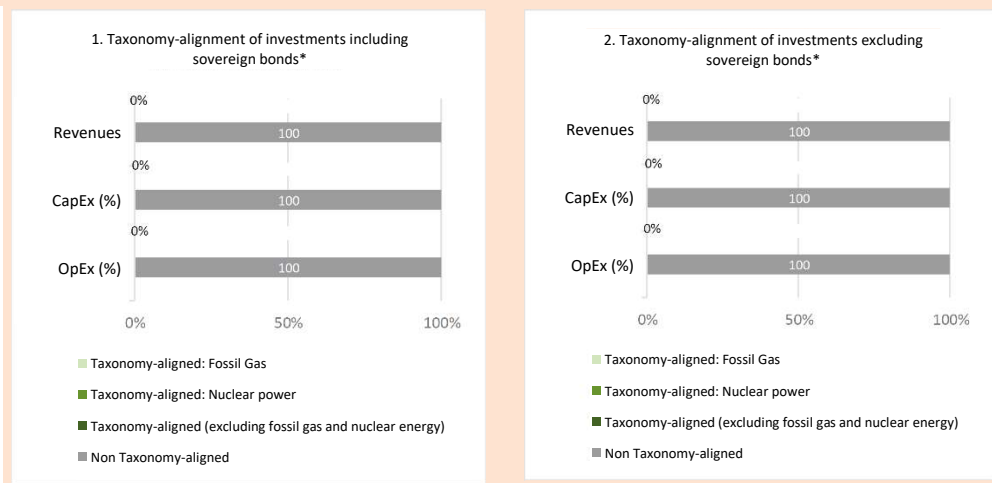 1. Taxonomy-alignment of investments including
sovereign bonds*
0%
Revenues
100
0%
CapEx (%)
100
0%
OpEx (%)
100
0%
50%
100%
Taxonomy-aligned: Fossil Gas
Taxonomy-aligned: Nuclear power
Taxonomy-aligned (excluding fossil gas and nuclear energy)
Non Taxonomy-aligned
2. Taxonomy-alignment of investments excluding
sovereign bonds*
0%
Revenues
100
0%
CapEx (%)
100
0%
OpEx (%)
100
0%
50%
100%
Taxonomy-aligned: Fossil Gas
Taxonomy-aligned: Nuclear power
Taxonomy-aligned (excluding fossil gas and nuclear energy)
Non Taxonomy-aligned